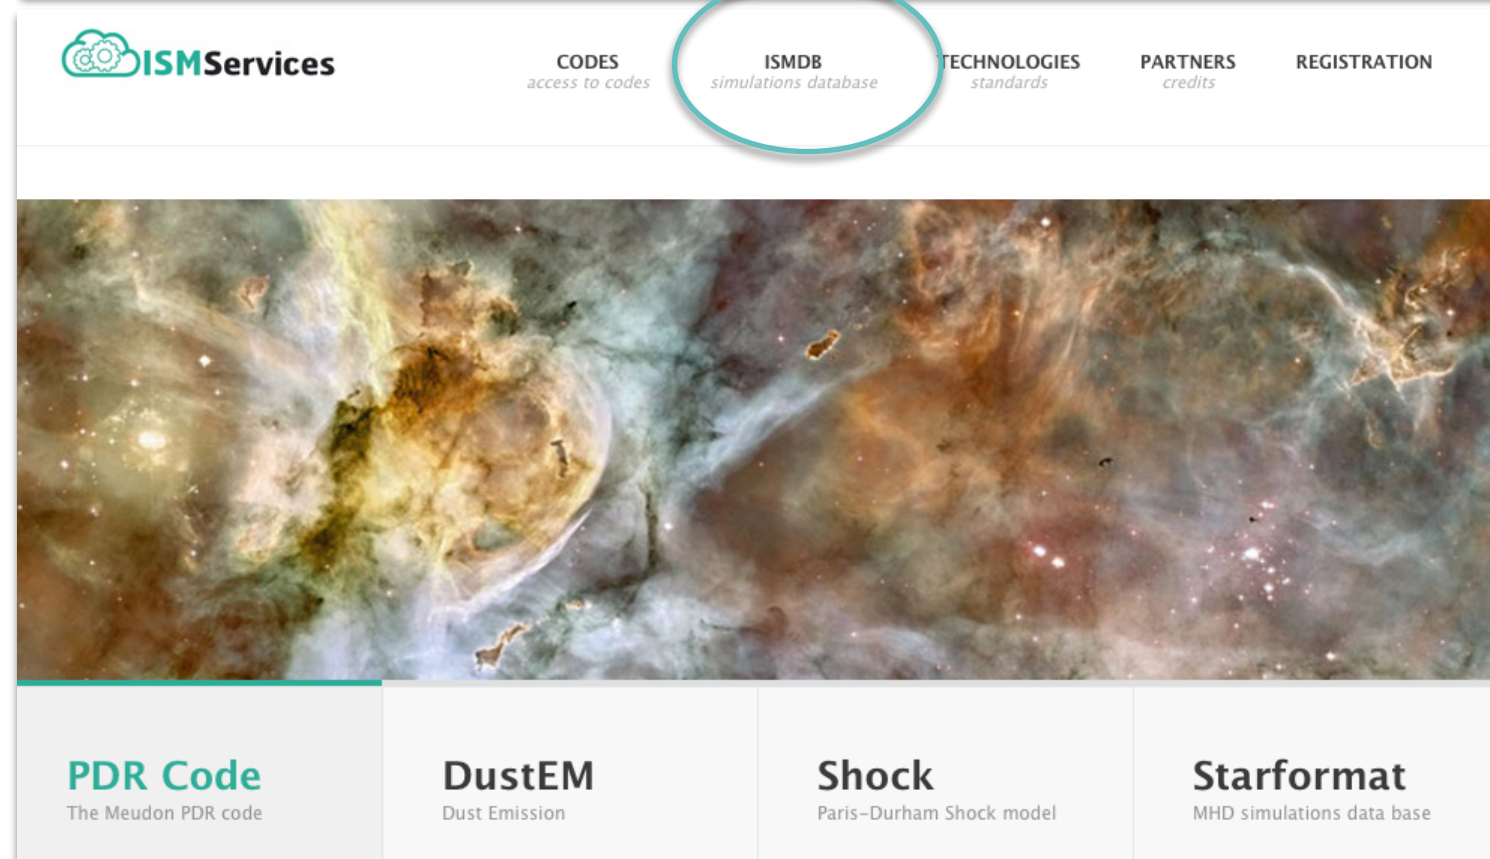 ISMServices
CODES
access to codes
ISMDB
simulations database
TECHNOLOGIES
standards
PARTNERS
credits
REGISTRATION
PDR Code
The Meudon PDR code
DustEM
Dust Emission
Shock
Paris-Durham Shock model
Starformat
MHD simulations data base